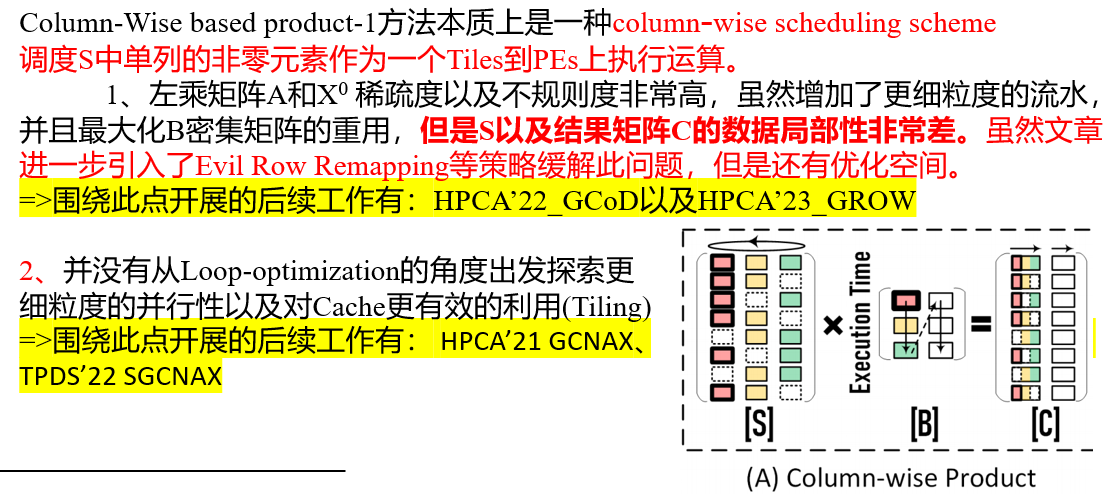 Column-Wise based product-1方法本质上是一种column-wise scheduling scheme
调度S中单列的非零元素作为一个Tiles到PEs上执行运算。
1、左乘矩阵A和X⁰ 稀疏度以及不规则度非常高，虽然增加了更细粒度的流水，
并且最大化B密集矩阵的重用，但是S以及结果矩阵C的数据局部性非常差。虽然文章
进一步引入了Evil Row Remapping等策略缓解此问题，但是还有优化空间。
=>围绕此点开展的后续工作有：HPCA’22_GCoD以及HPCA’23_GROW
2、并没有从Loop-optimization的角度出发探索更
细粒度的并行性以及对Cache更有效的利用(Tiling)
=>围绕此点开展的后续工作有： HPCA’21 GCNAX、
TPDS’22 SGCNAX
×
Execution Time
=
[S]
[B]
[C]
(A) Column-wise Product